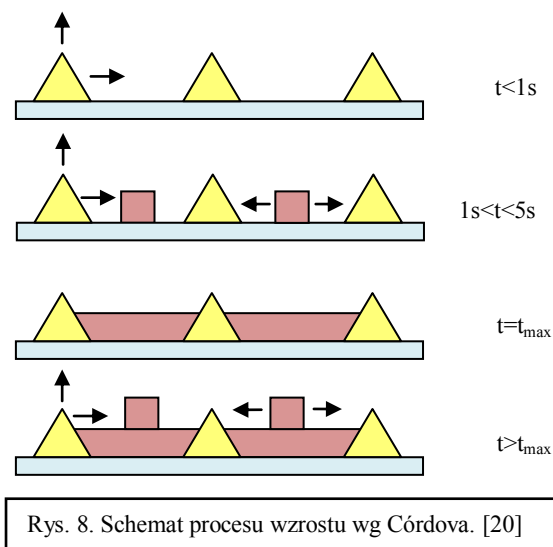 t<1s
1s<t<5s
t=tmax
t>tmax
Rys. 8. Schemat procesu wzrostu wg Córdova. [20]